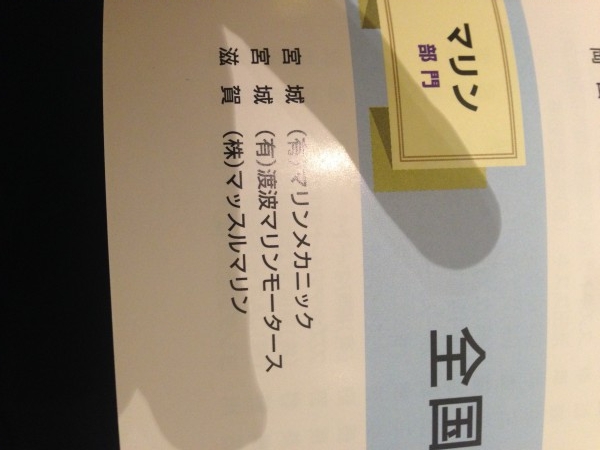 マリン
部門
全国
宮城 (有)マリンメカニック
宮城 (有)渡波マリンモータース
滋賀 (株)マッスルマリン